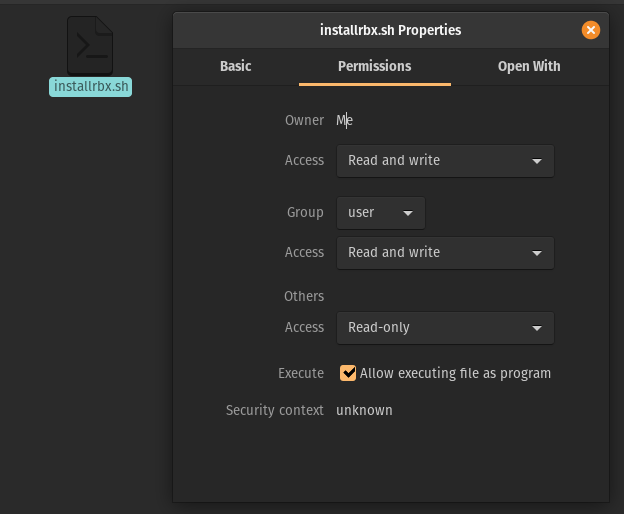 installrbx.sh
installrbx.sh Properties
Basic Permissions Open With
Owner Me
Access Read and write
Group user
Access Read and write
Others
Access Read-only
Execute Allow executing file as program
Security context unknown